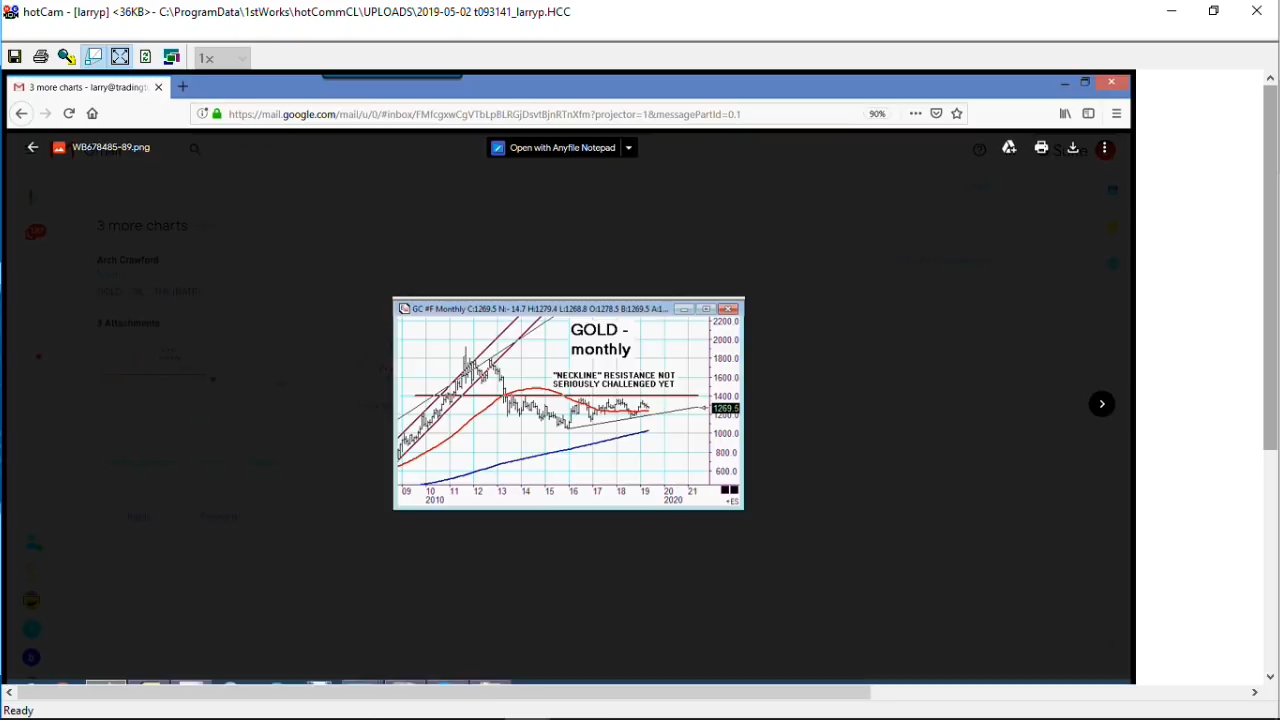 hotCam - [larryp] <36KB> - C:\ProgramData\1stWorks\hotCommCL\UPLOADS\2019-05-02 t093141_larryp.HCC
1x
3 more charts - larry@tradingtu
https://mail.google.com/mail/u/0/#inbox/FMfcgxwCgVTbLpBLRGjDsvtBjnRTnXfm?projector=1&messagePartId=0.1
90%
WB678485-89.png
Open with Anyfile Notepad
3 more charts
Arch Crawford
3 Attachments
GC #F Monthly C:1269.5 N:- 14.7 H:1279.4 L:1268.8 O:1278.5 B:1269.5 A:1...
GOLD -
monthly
"NECKLINE" RESISTANCE NOT
SERIOUSLY CHALLENGED YET
2200.0
2000.0
1800.0
1600.0
1400.0
1269.5
1200.0
1000.0
800.0
600.0
09 10 11 12 13 14 15 16 17 18 19 20 21
2010 2020
+ES
Reply Forward
Ready